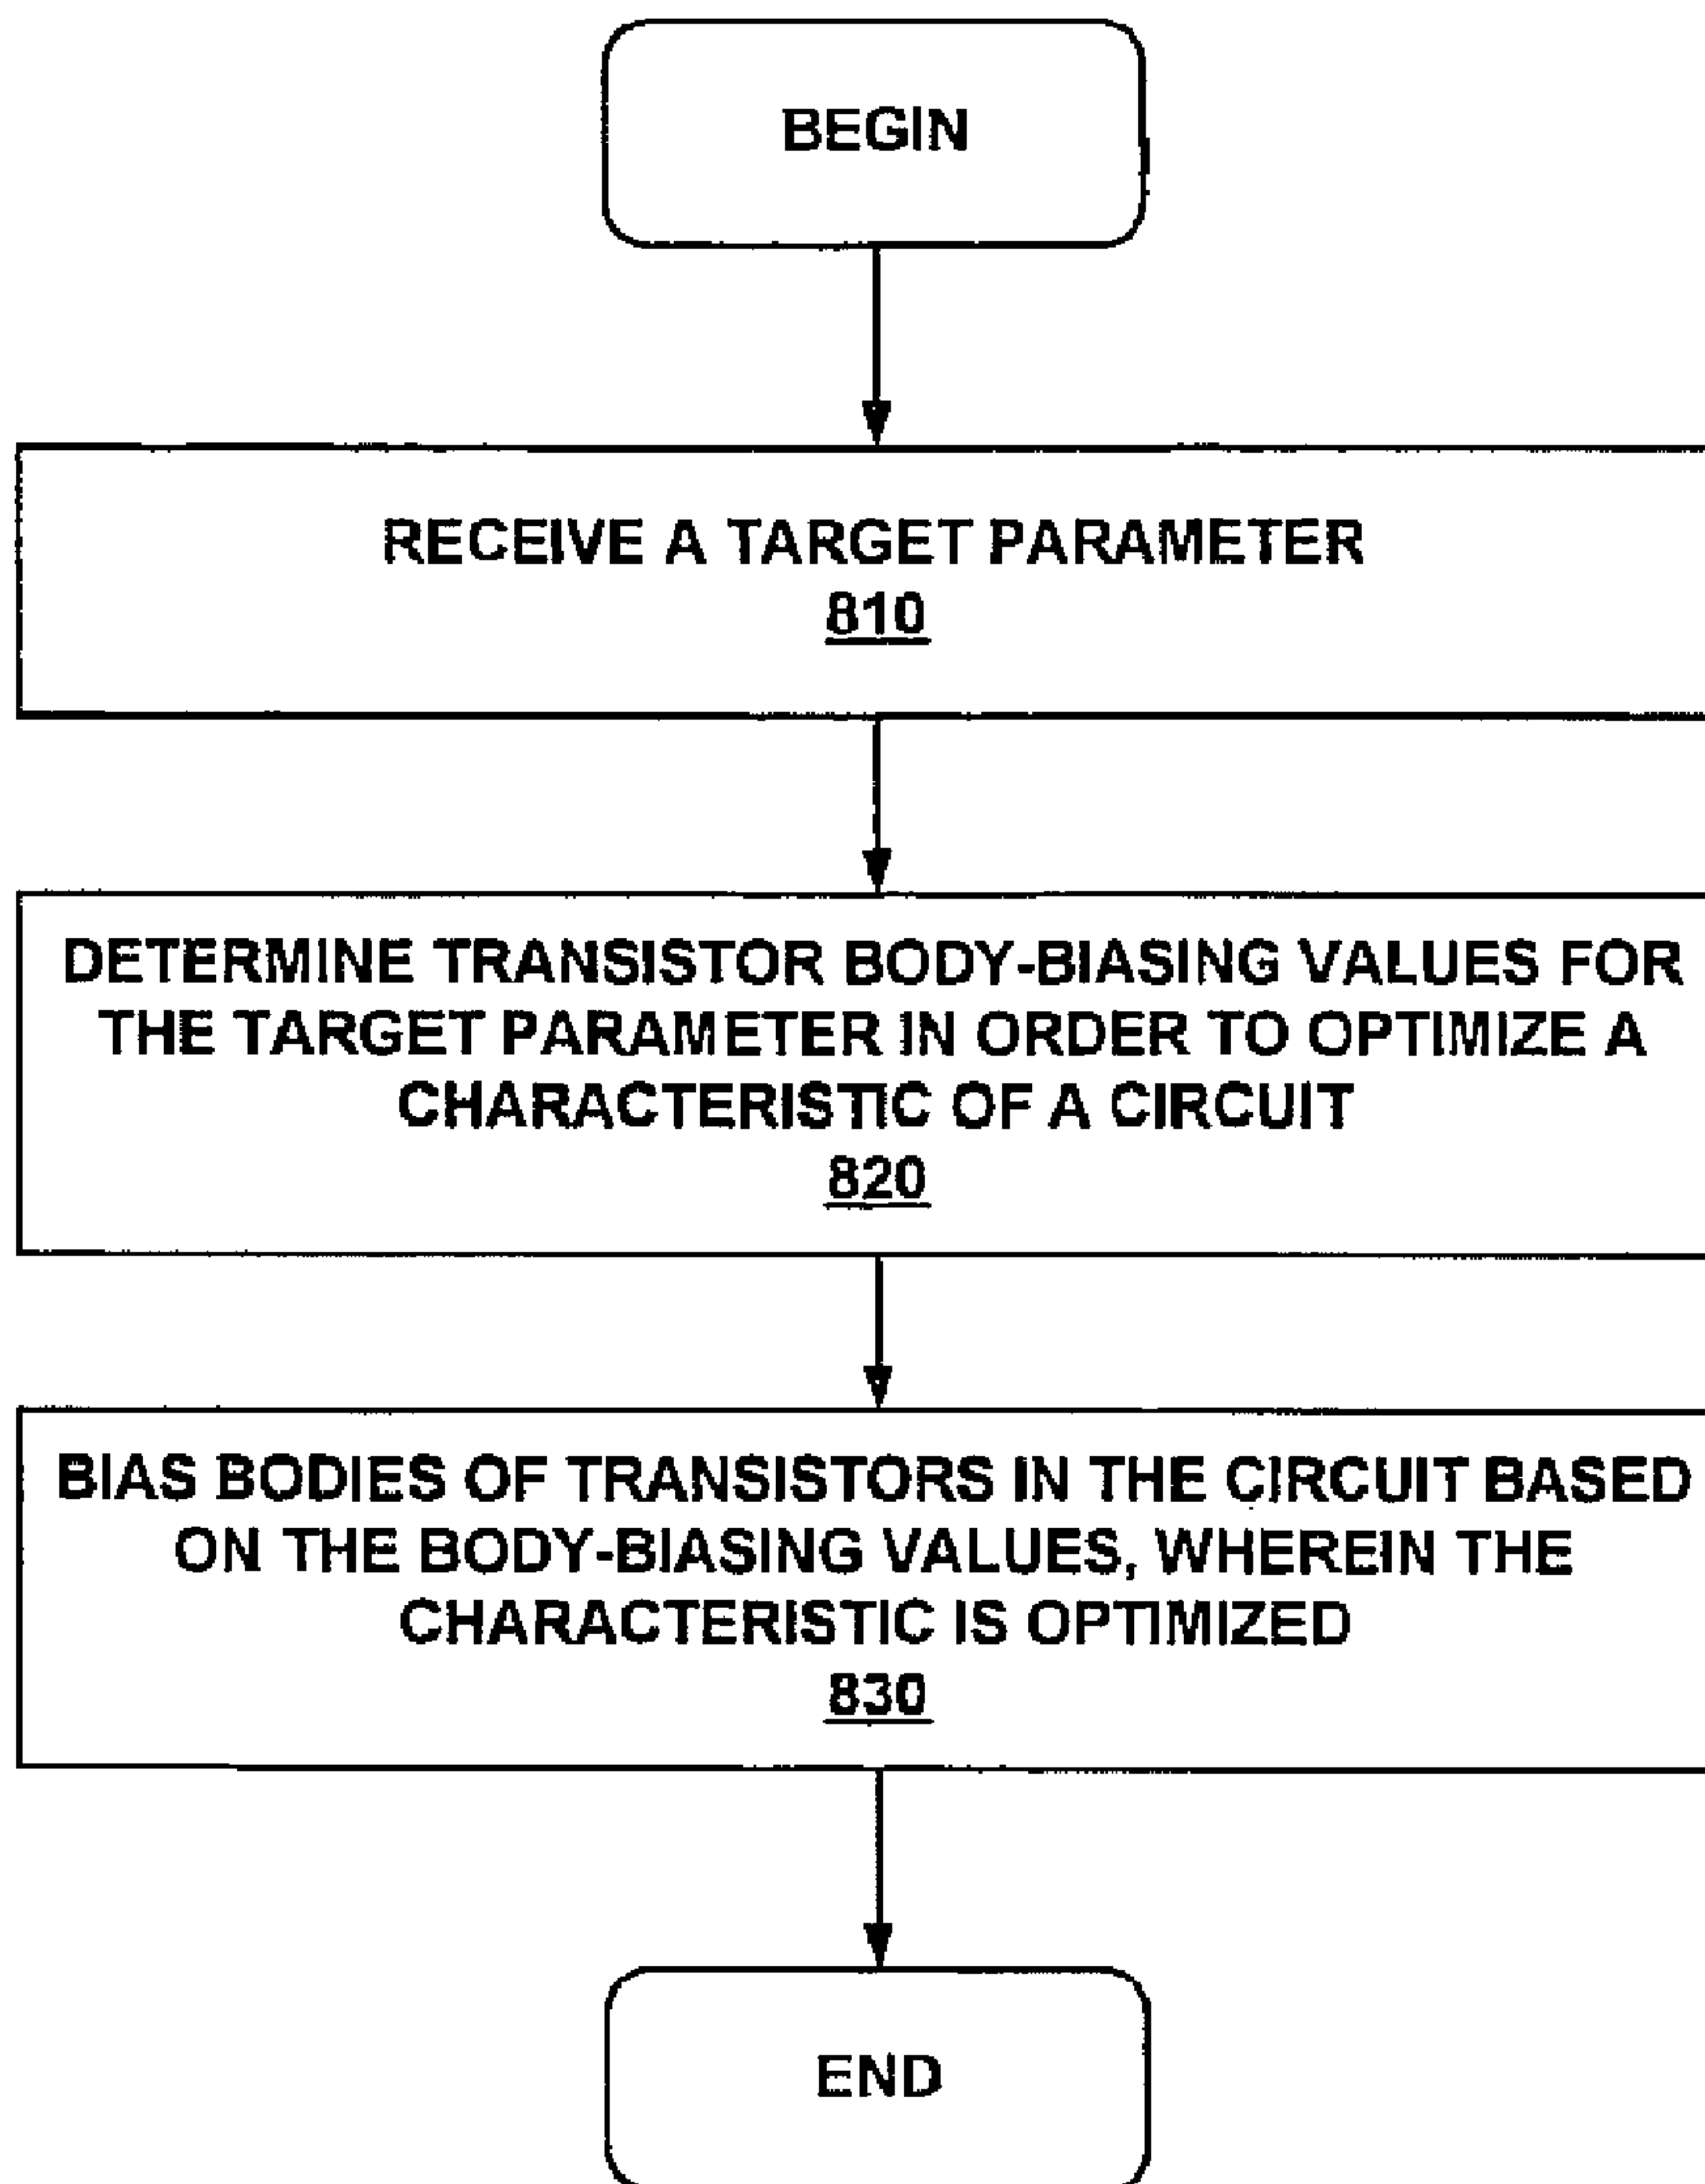 BEGIN
RECEIVE A TARGET PARAMETER
810
DETERMINE TRANSISTOR BODY-BIASING VALUES FOR
THE TARGET PARAMETER IN ORDER TO OPTIMIZE A
CHARACTERISTIC OF A CIRCUIT
820
BIAS BODIES OF TRANSISTORS IN THE CIRCUIT BASED
ON THE BODY-BIASING VALUES, WHEREIN THE
CHARACTERISTIC IS OPTIMIZED
830
END